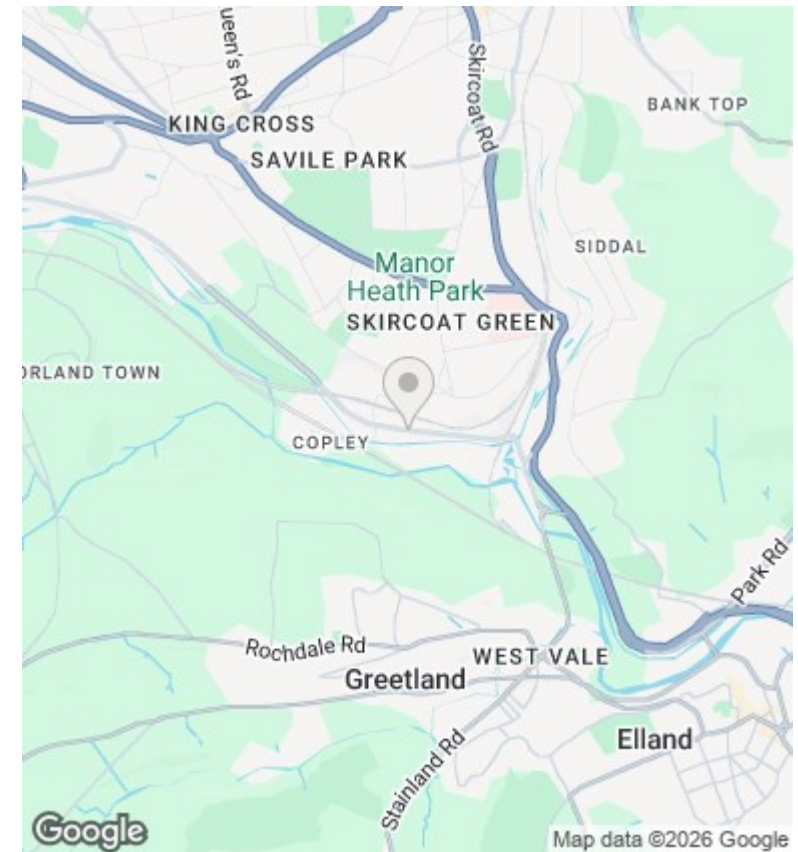 ueen's Rd
Skircoat Rd
BANK TOP
KING CROSS
SAVILE PARK
SIDDAL
Manor
Heath Park
SKIRCOAT GREEN
ORLAND TOWN
COPLEY
Park Rd
Rochdale Rd
WEST VALE
Greetland
Elland
Stainland Rd
Google
Map data ©2026 Google